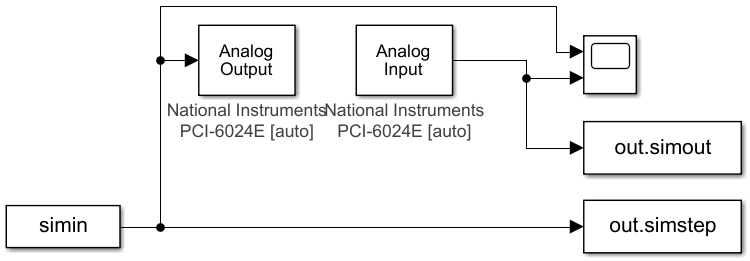 Analog
Output
Analog
Input
National Instruments
PCI-6024E [auto]
National Instruments
PCI-6024E [auto]
out.simout
simin
out.simstep